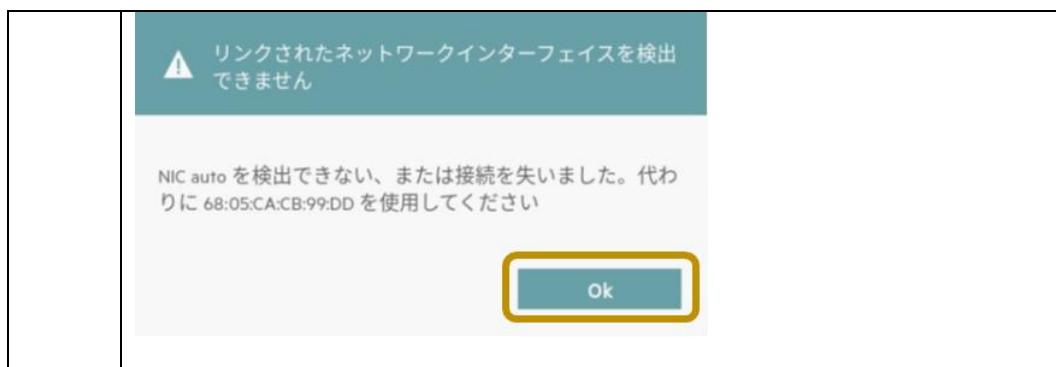 リンクされたネットワークインターフェイスを検出
できません
NIC auto を検出できない、または接続を失いました。代わ
りに 68:05:CA:CB:99:DD を使用してください
Ok